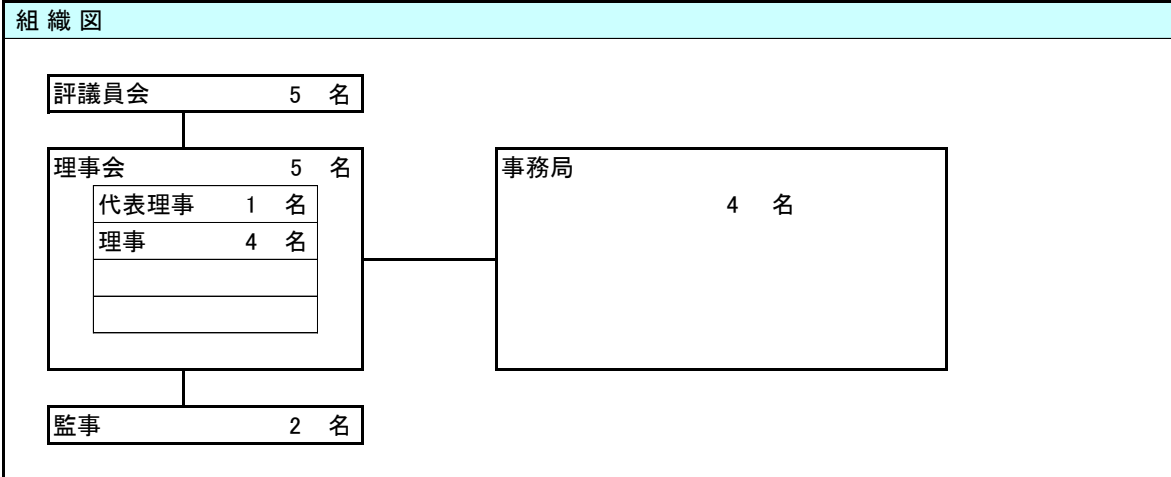 組織図
評議員会 5 名
理事会 5 名
代表理事 1 名
理事 4 名
事務局
4 名
監事 2 名